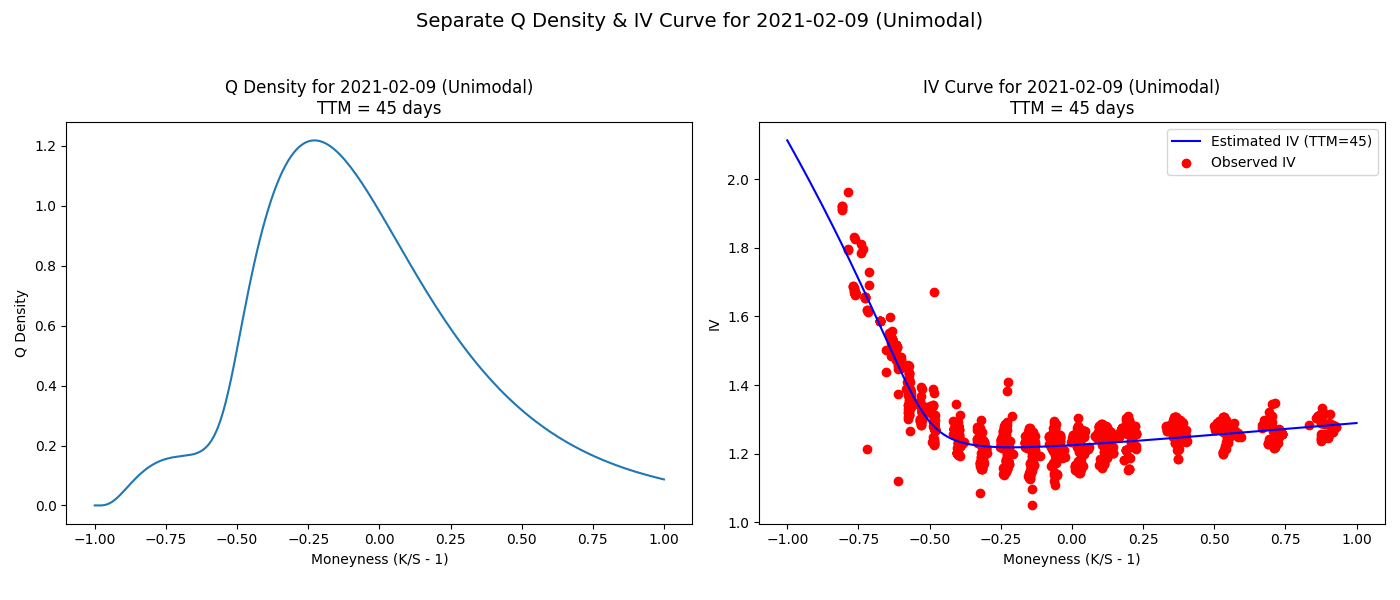 Separate Q Density & IV Curve for 2021-02-09 (Unimodal)
Q Density for 2021-02-09 (Unimodal)
TTM = 45 days
Q Density
1.2
1.0
0.8
0.6
0.4
0.2
0.0
−1.00 −0.75 −0.50 −0.25 0.00 0.25 0.50 0.75 1.00
Moneyness (K/S - 1)
IV Curve for 2021-02-09 (Unimodal)
TTM = 45 days
Estimated IV (TTM=45)
Observed IV
IV
2.0
1.8
1.6
1.4
1.2
1.0
−1.00 −0.75 −0.50 −0.25 0.00 0.25 0.50 0.75 1.00
Moneyness (K/S - 1)